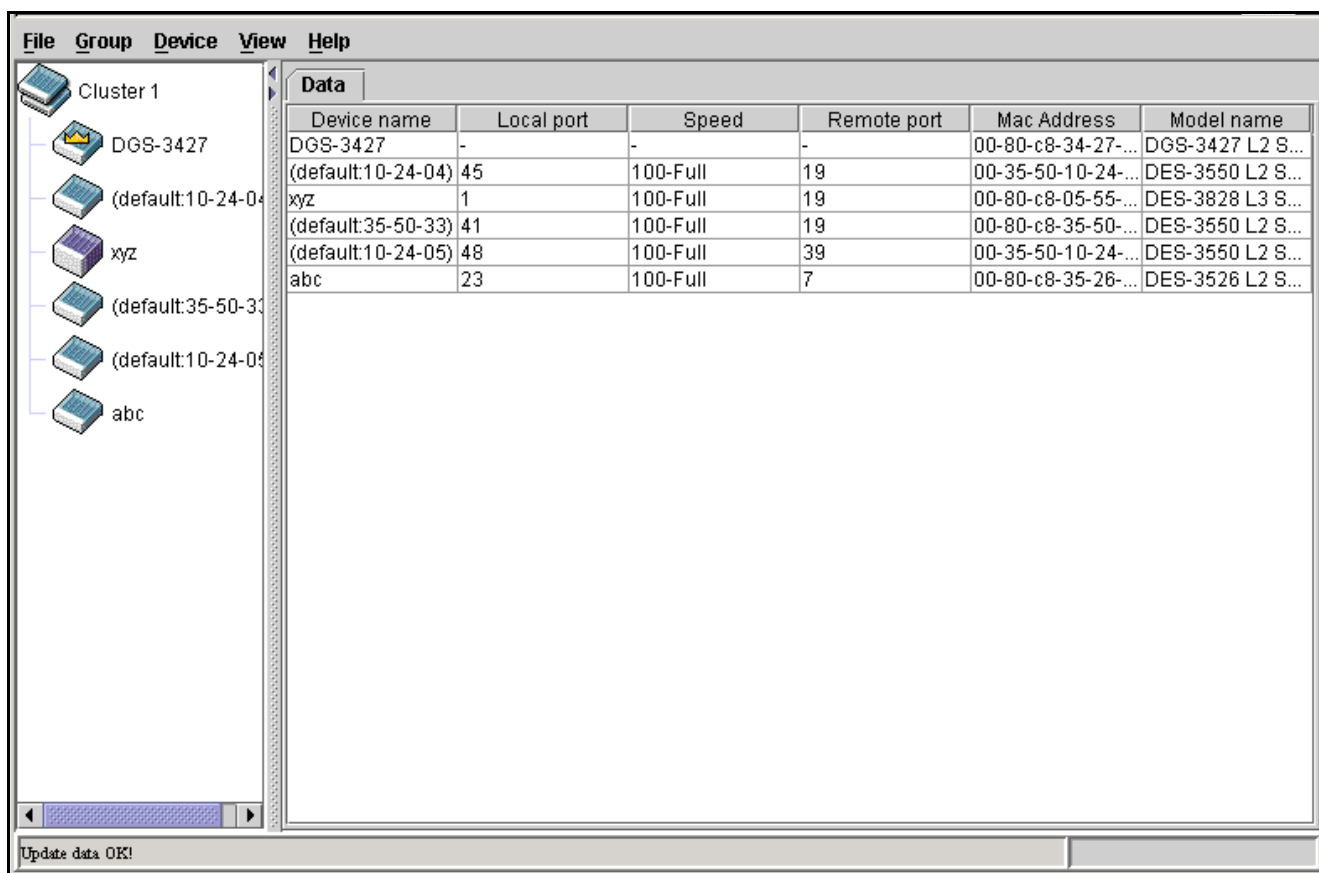 File Group Device View Help
Cluster 1
DGS-3427
(default:10-24-04
xyz
(default:35-50-33
(default:10-24-05
abc
Data
Device name Local port Speed Remote port Mac Address Model name
DGS-3427 - - - 00-80-c8-34-27-... DGS-3427 L2 S...
(default:10-24-04) 45 100-Full 19 00-35-50-10-24-... DES-3550 L2 S...
xyz 1 100-Full 19 00-80-c8-05-55-... DES-3828 L3 S...
(default:35-50-33) 41 100-Full 19 00-80-c8-35-50-... DES-3550 L2 S...
(default:10-24-05) 48 100-Full 39 00-35-50-10-24-... DES-3550 L2 S...
abc 23 100-Full 7 00-80-c8-35-26-... DES-3526 L2 S...
Update data OK!